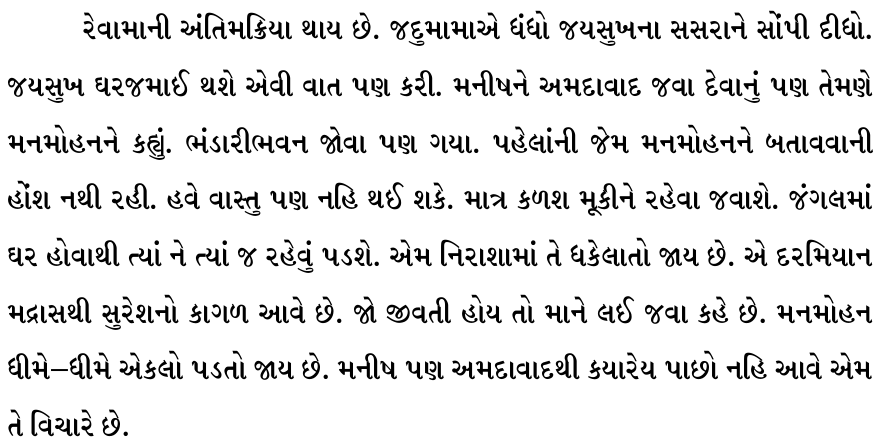 રેવામાની અંતિમક્રિયા થાય છે. જદુમામાએ ધંધો જયસુખના સસરાને સોંપી દીધો.
જયસુખ ઘરજમાઈ થશે એવી વાત પણ કરી. મનીષને અમદાવાદ જવા દેવાનું પણ તેમણે
મનમોહનને કહ્યું. ભંડારીભવન જોવા પણ ગયા. પહેલાંની જેમ મનમોહનને બતાવવાની
હોંશ નથી રહી. હવે વાસ્તુ પણ નહિ થઈ શકે. માત્ર કળશ મૂકીને રહેવા જવાશે. જંગલમાં
ઘર હોવાથી ત્યાં ને ત્યાં જ રહેવું પડશે. એમ નિરાશામાં તે ધકેલાતો જાય છે. એ દરમિયાન
મદ્રાસથી સુરેશનો કાગળ આવે છે. જો જીવતી હોય તો માને લઈ જવા કહે છે. મનમોહન
ધીમે–ધીમે એકલો પડતો જાય છે. મનીષ પણ અમદાવાદથી કયારેય પાછો નહિ આવે એમ
તે વિચારે છે.